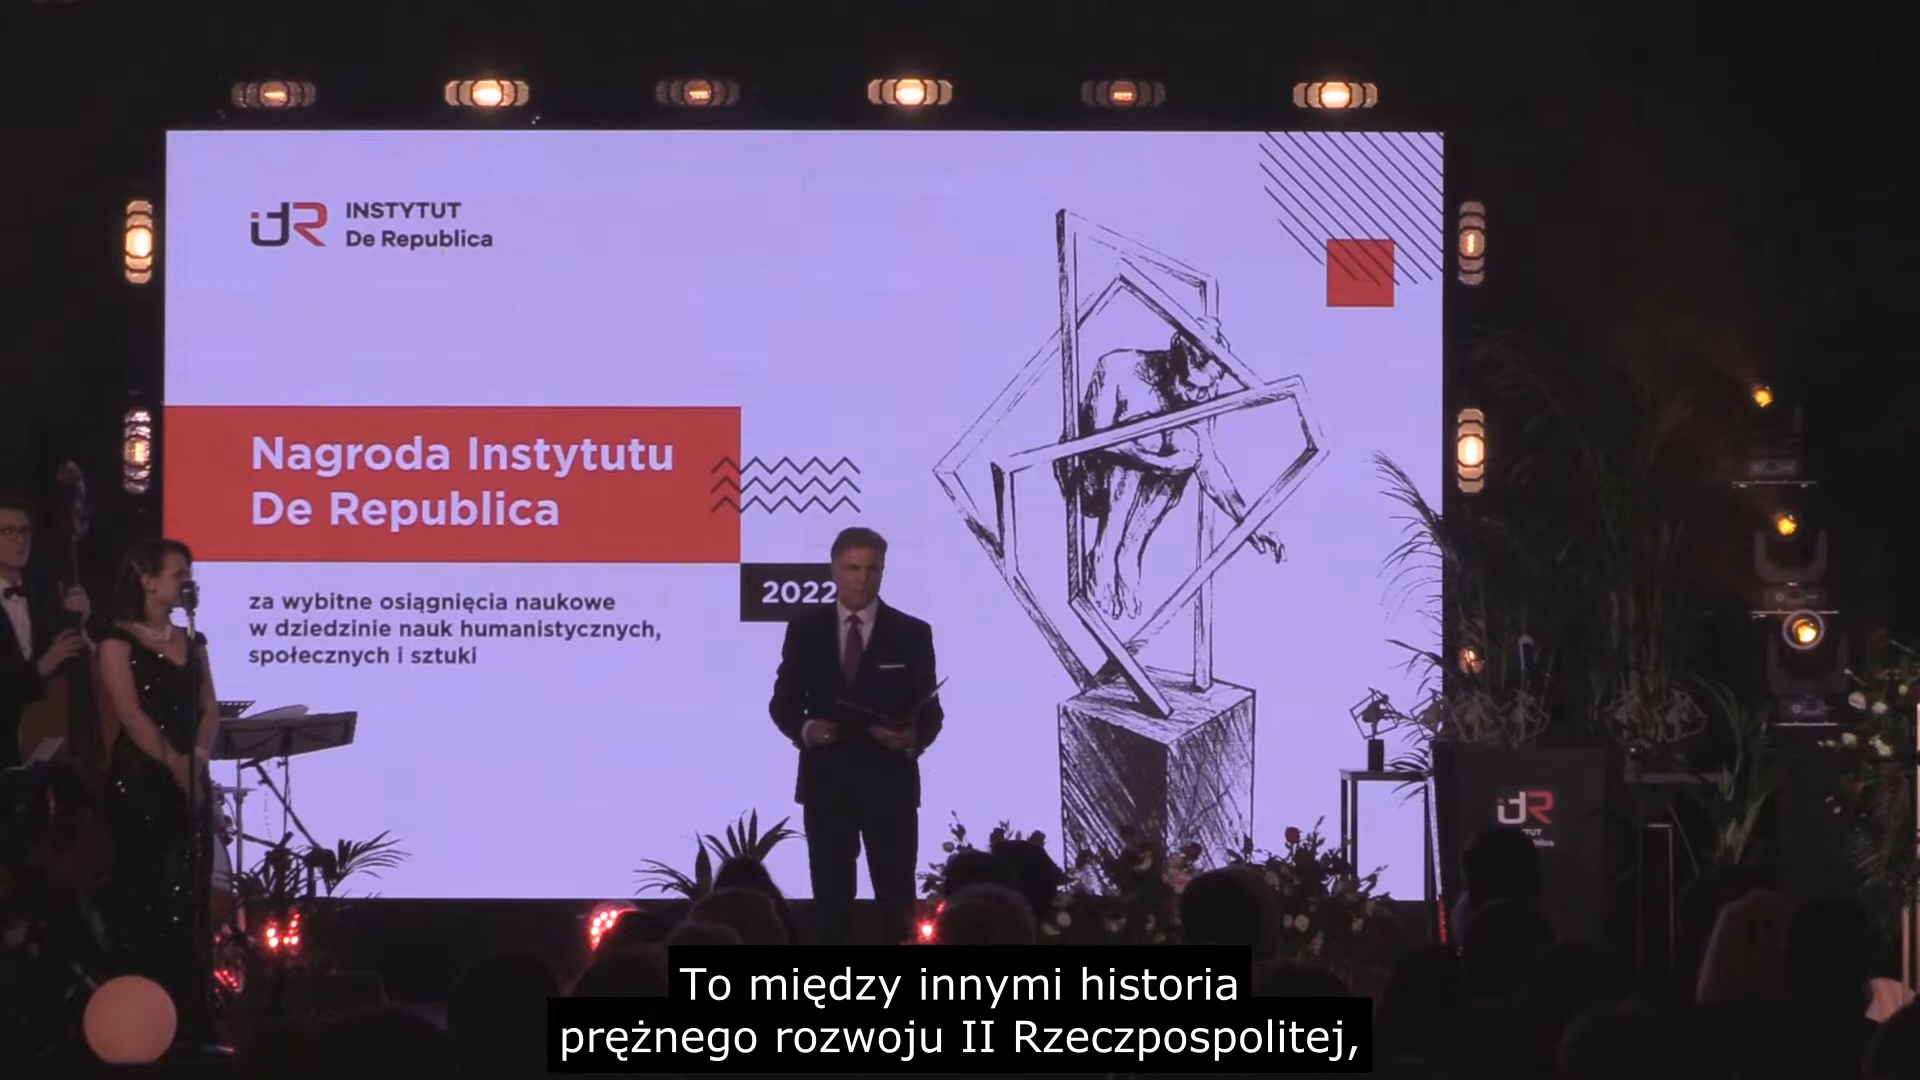 INSTYTUT
De Republica
Nagroda Instytutu
De Republica
2022
za wybitne osiągnięcia naukowe
w dziedzinie nauk humanistycznych,
społecznych i sztuki
To między innymi historia
prężnego rozwoju II Rzeczpospolitej,